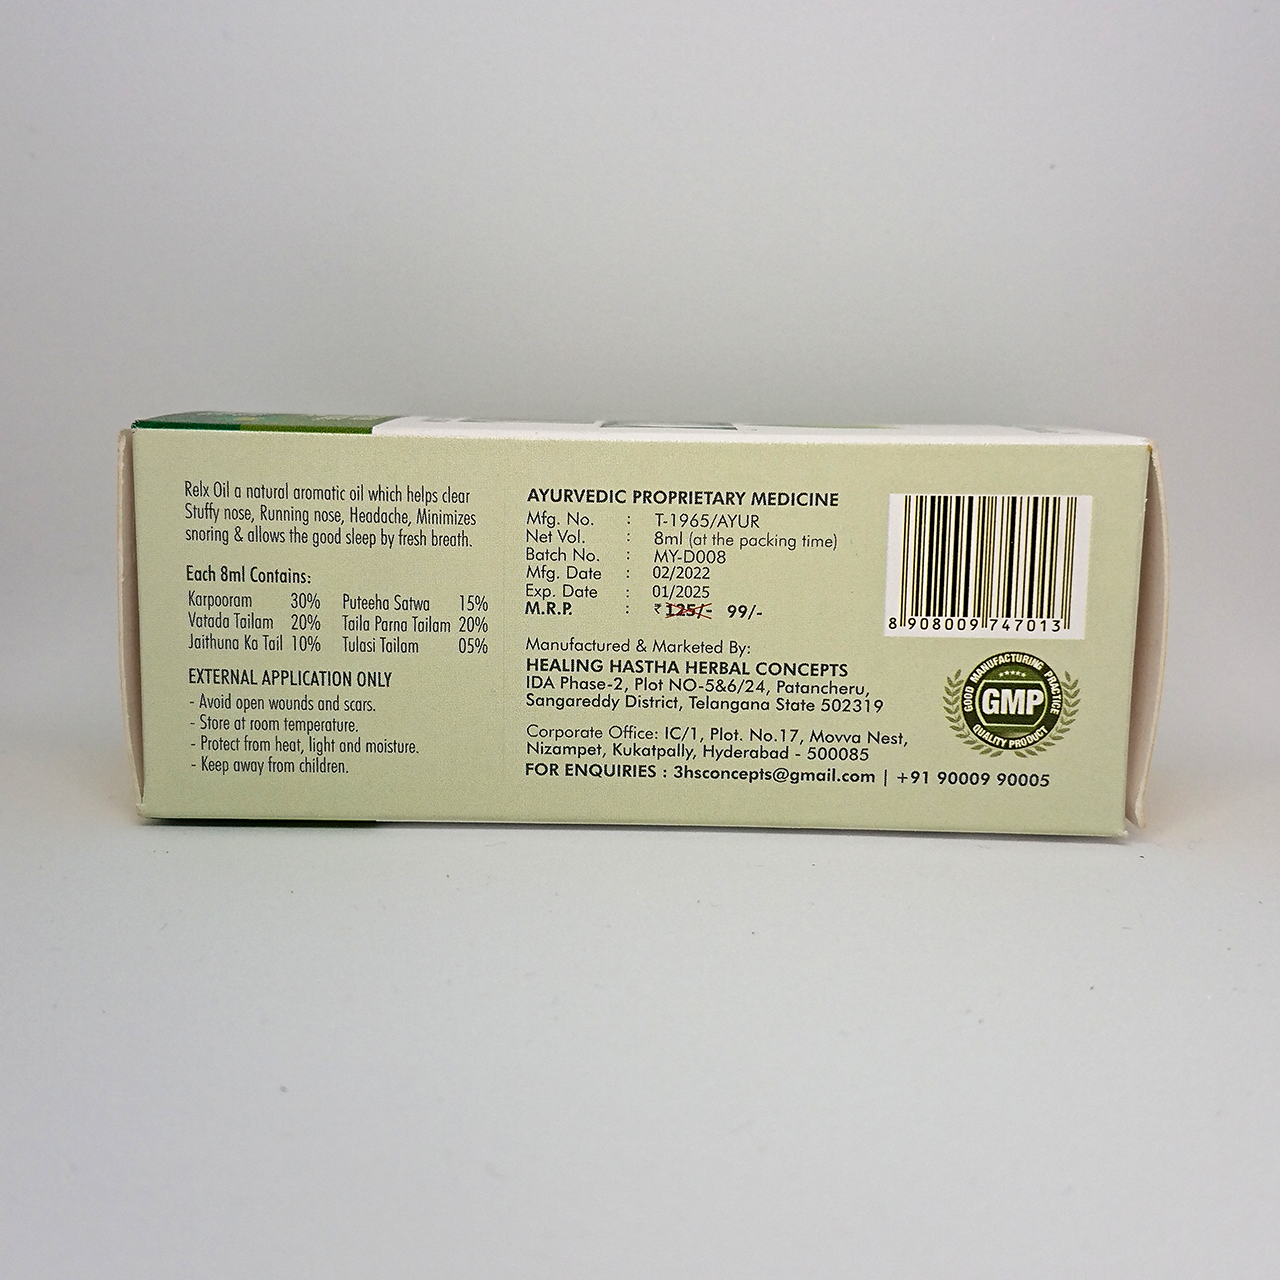 Relx Oil a natural aromatic oil which helps clear
Stuffy nose, Running nose, Headache, Minimizes
snoring & allows the good sleep by fresh breath.
Each 8ml Contains:
Karpooram 30% Puteeha Satwa 15%
Vatada Tailam 20% Taila Parna Tailam 20%
Jaithuna Ka Tail 10% Tulasi Tailam 05%
EXTERNAL APPLICATION ONLY
- Avoid open wounds and scars.
- Store at room temperature.
- Protect from heat, light and moisture.
- Keep away from children.
AYURVEDIC PROPRIETARY MEDICINE
Mfg. No. : T-1965/AYUR
Net Vol. : 8ml (at the packing time)
Batch No. : MY-D008
Mfg. Date : 02/2022
Exp. Date : 01/2025
M.R.P. : ₹ 125/- 99/-
Manufactured & Marketed By:
HEALING HASTHA HERBAL CONCEPTS
IDA Phase-2, Plot NO-5&6/24, Patancheru,
Sangareddy District, Telangana State 502319
Corporate Office: IC/1, Plot. No.17, Movva Nest,
Nizampet, Kukatpally, Hyderabad - 500085
FOR ENQUIRIES : 3hsconcepts@gmail.com | +91 90009 90005
8 908009 747013
GOOD MANUFACTURING PRACTICE
GMP
QUALITY PRODUCT